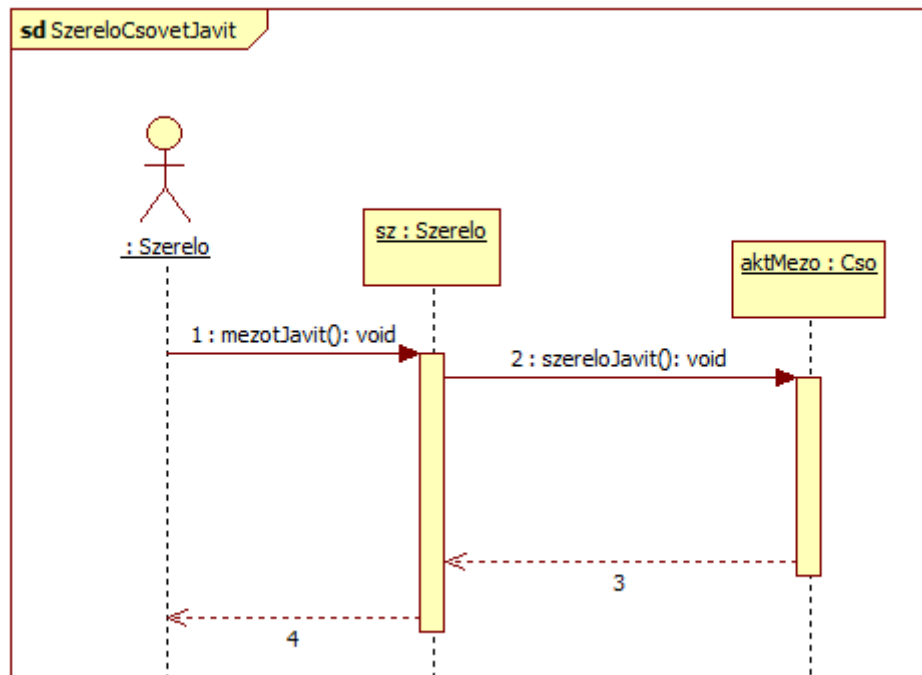 sd SzereloCsovetJavit
: Szerelo
sz : Szerelo
aktMezo : Cso
1 : mezotJavit(): void
2 : szereloJavit(): void
3
4